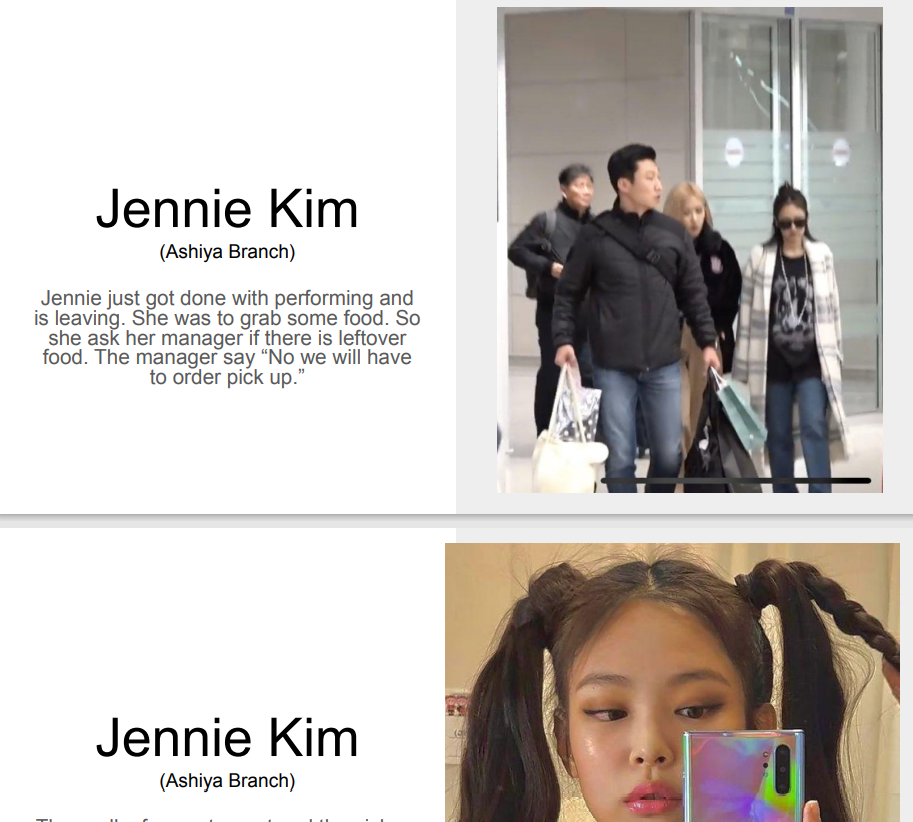 Jennie Kim
(Ashiya Branch)
Jennie just got done with performing and
is leaving. She was to grab some food. So
she ask her manager if there is leftover
food. The manager say “No we will have
to order pick up.”
Jennie Kim
(Ashiya Branch)